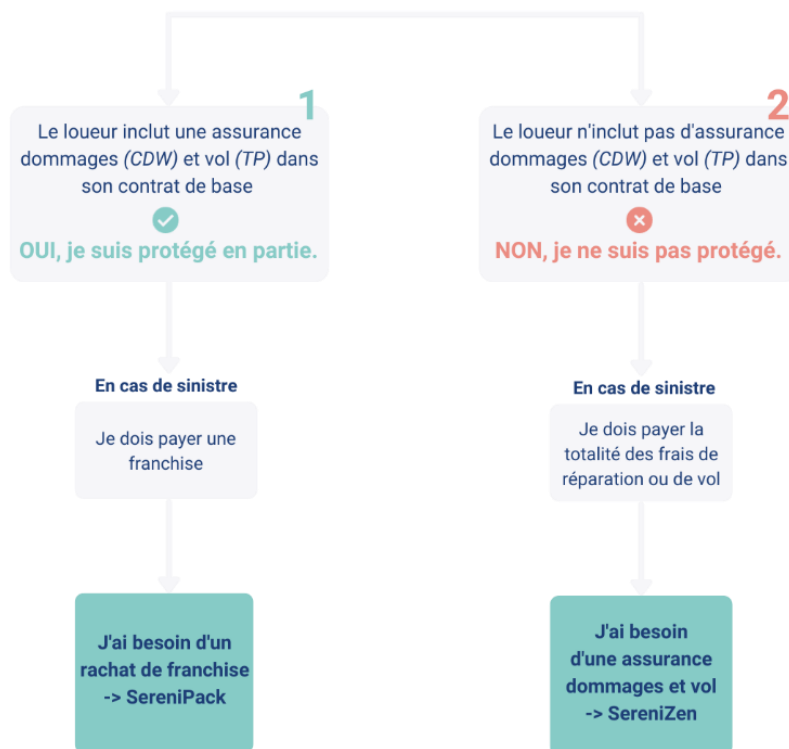 1
Le loueur inclut une assurance
dommages (CDW) et vol (TP) dans
son contrat de base
OUI, je suis protégé en partie.
En cas de sinistre
Je dois payer une
franchise
J'ai besoin d'un
rachat de franchise
-> SereniPack
2
Le loueur n'inclut pas d'assurance
dommages (CDW) et vol (TP) dans
son contrat de base
NON, je ne suis pas protégé.
En cas de sinistre
Je dois payer la
totalité des frais de
réparation ou de vol
J'ai besoin
d'une assurance
dommages et vol
-> SereniZen